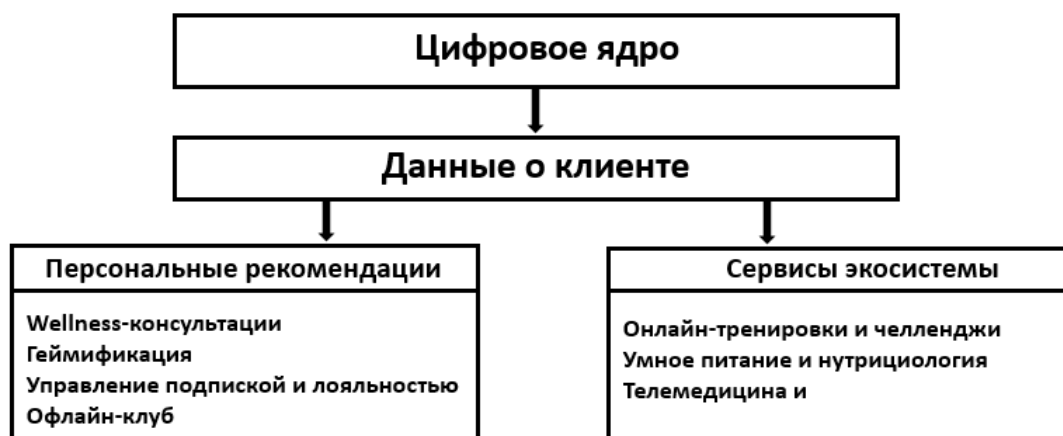 Цифровое ядро
Данные о клиенте
Персональные рекомендации
Wellness-консультации
Геймификация
Управление подпиской и лояльностью
Офлайн-клуб
Сервисы экосистемы
Онлайн-тренировки и челленджи
Умное питание и нутрициология
Телемедицина и